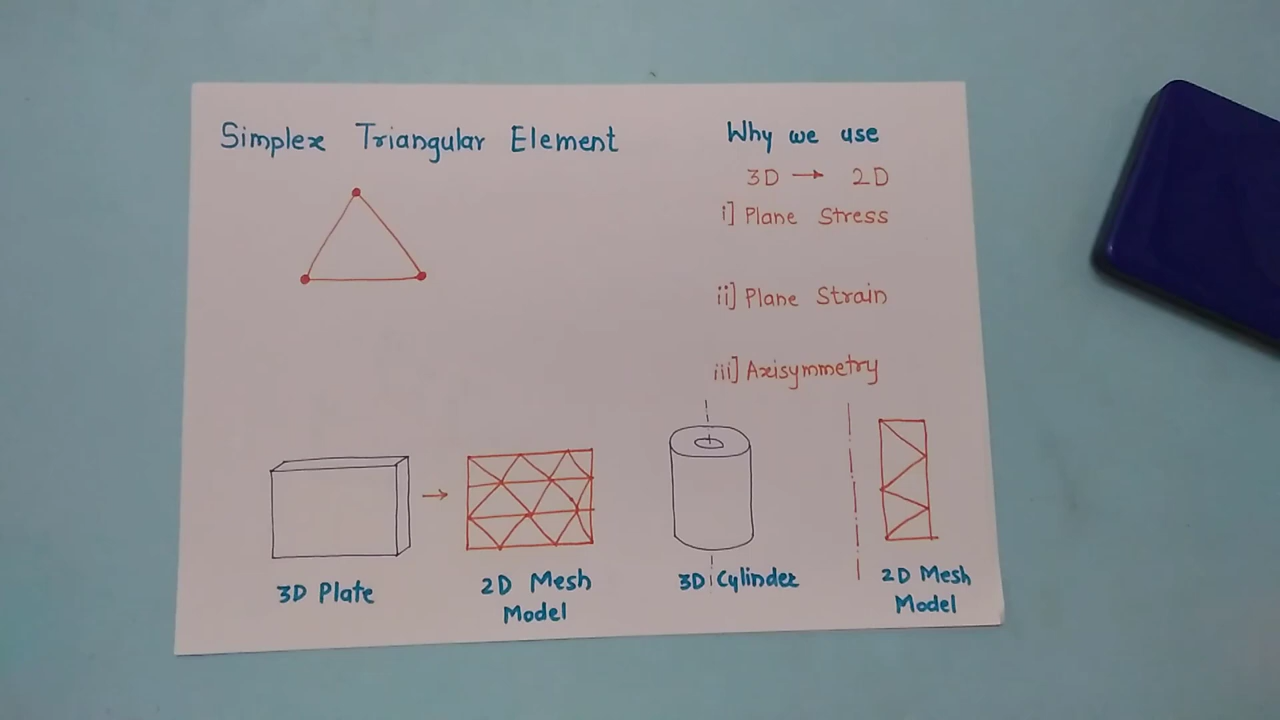 Simplex Triangular Element
Why we use
3D → 2D
i] Plane Stress
ii] Plane Strain
iii] Axisymmetry
3D Plate
2D Mesh
Model
3D Cylinder
2D Mesh
Model